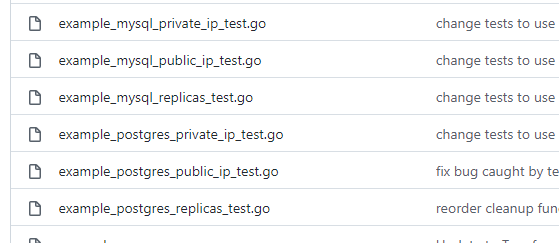 example_mysql_private_ip_test.go change tests to use
example_mysql_public_ip_test.go change tests to use
example_mysql_replicas_test.go change tests to use
example_postgres_private_ip_test.go change tests to use
example_postgres_public_ip_test.go fix bug caught by te
example_postgres_replicas_test.go reorder cleanup fun